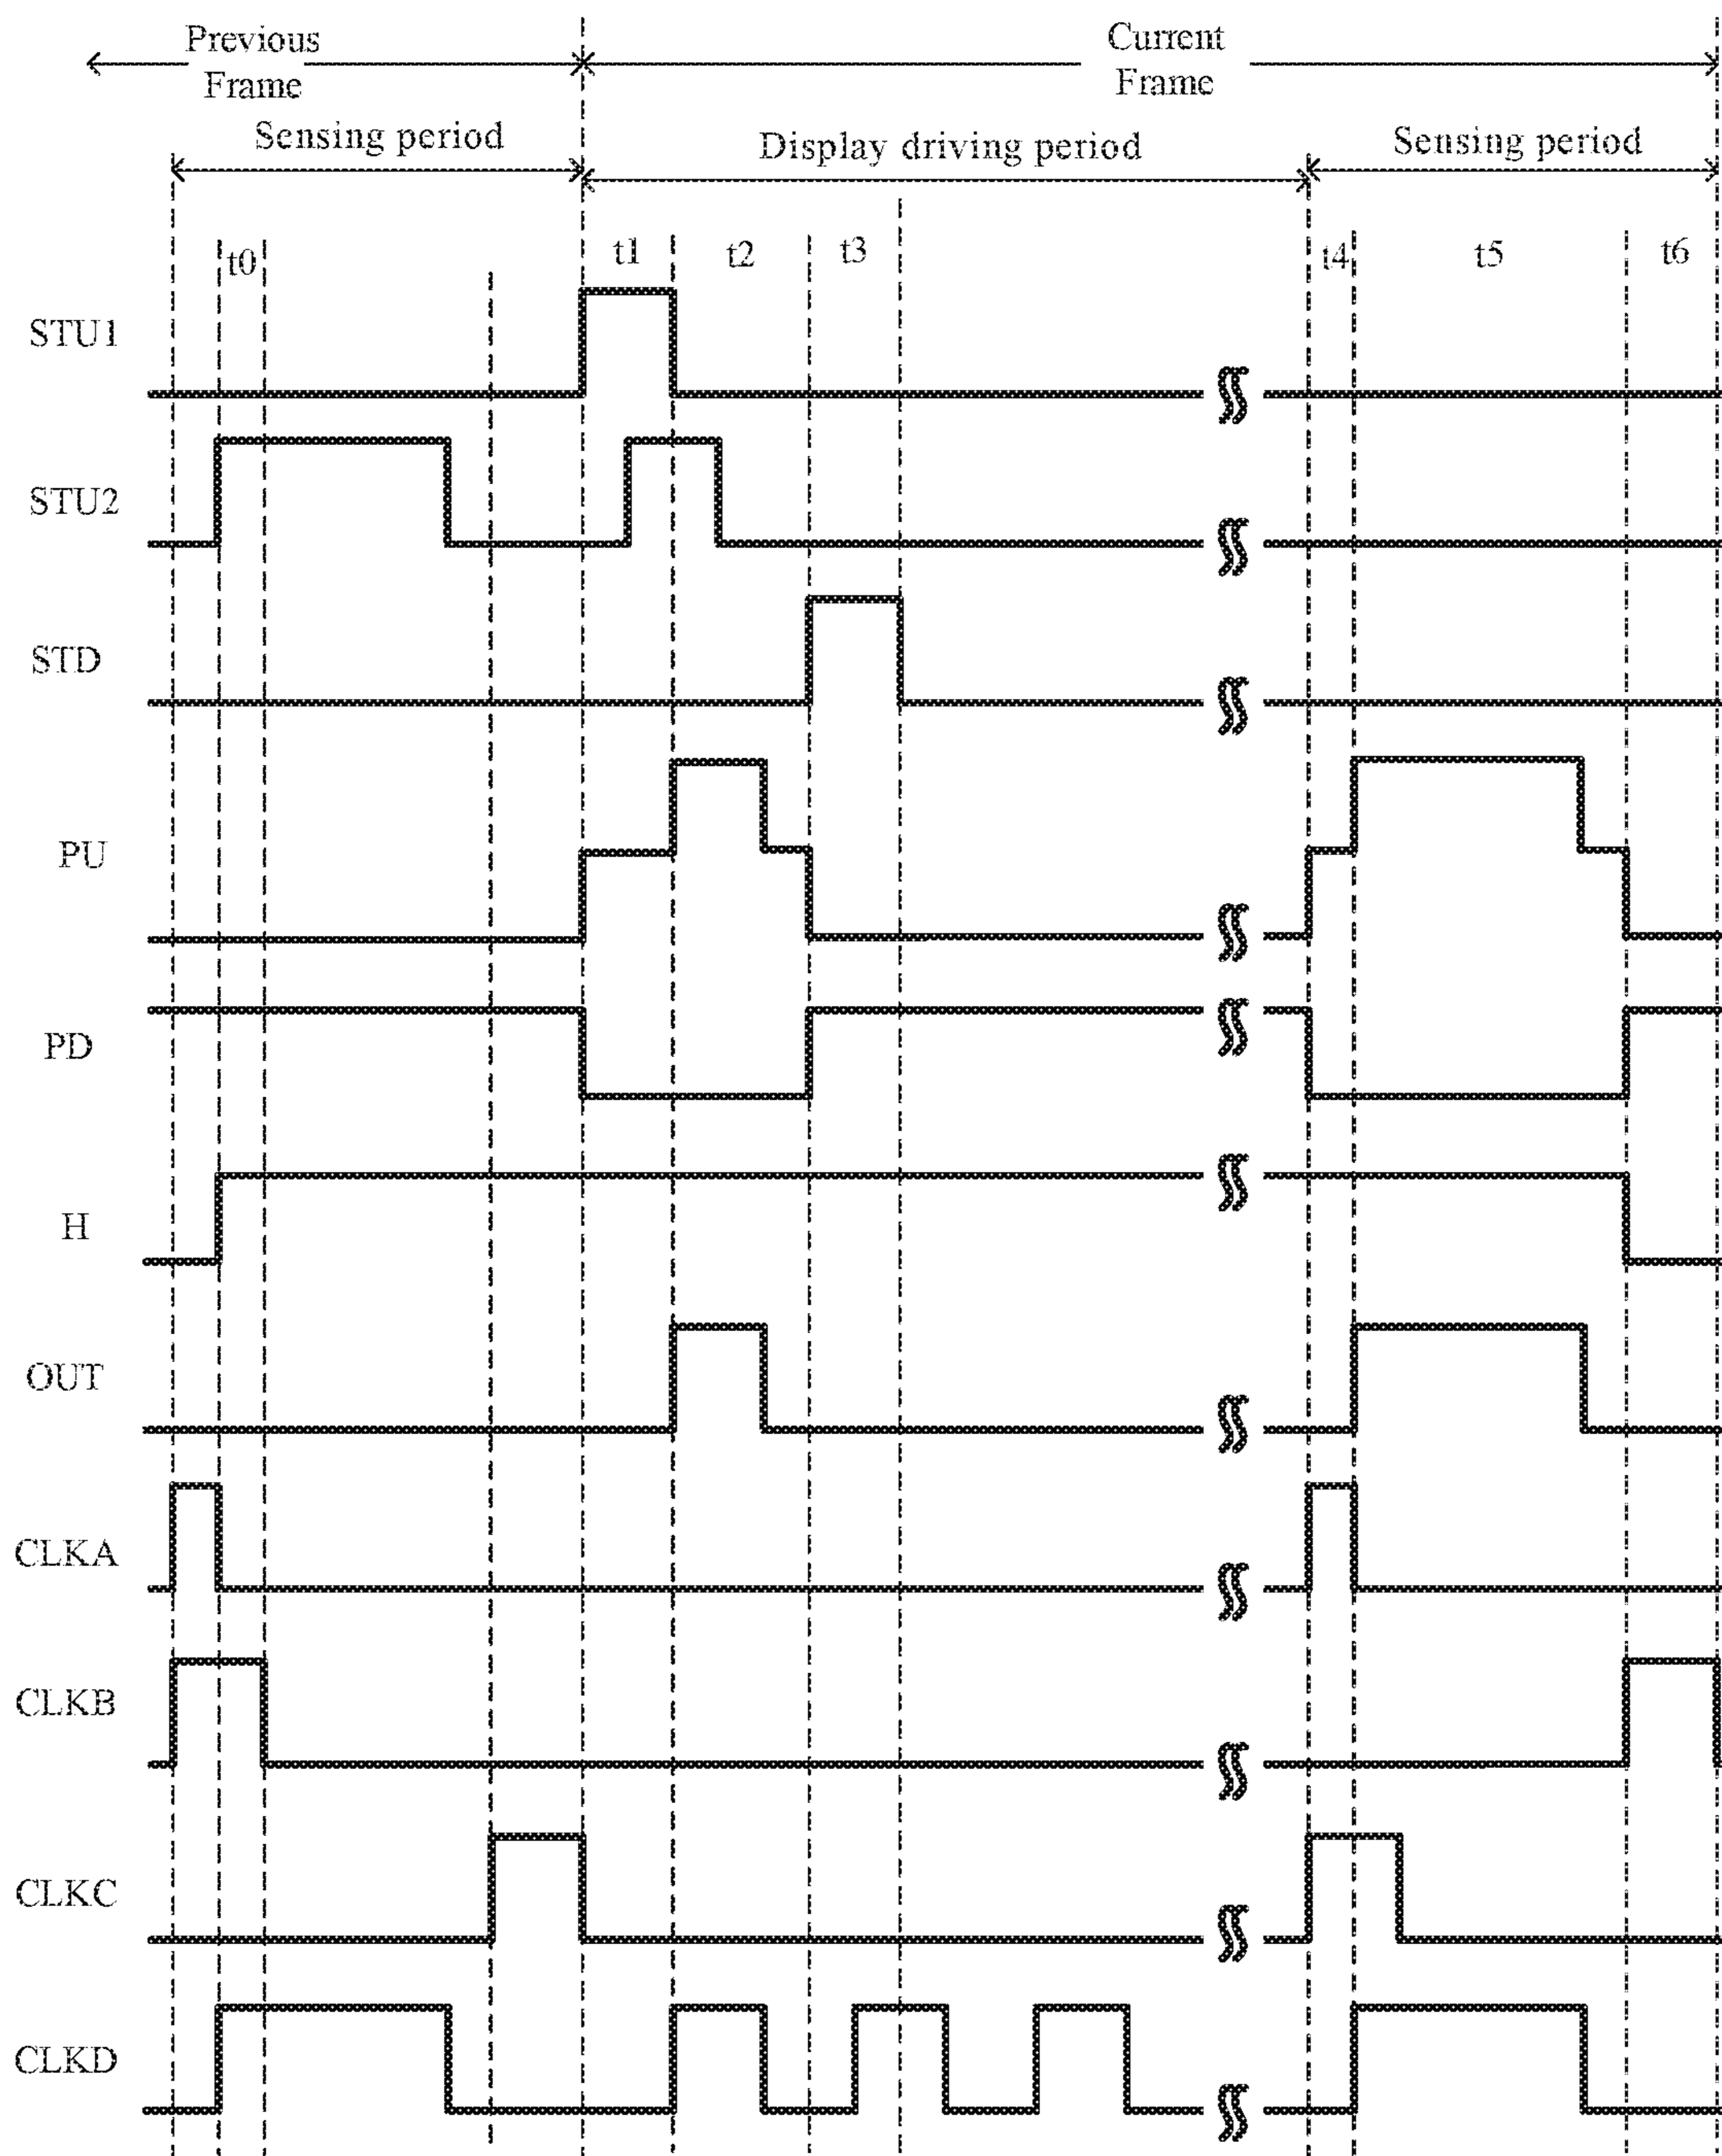 Previous
Frame
Current
Frame
Sensing period
Display driving period
Sensing period
t0
t1
t2
t3
t4
t5
t6
STU1
STU2
STD
PU
PD
H
OUT
CLKA
CLKB
CLKC
CLKD